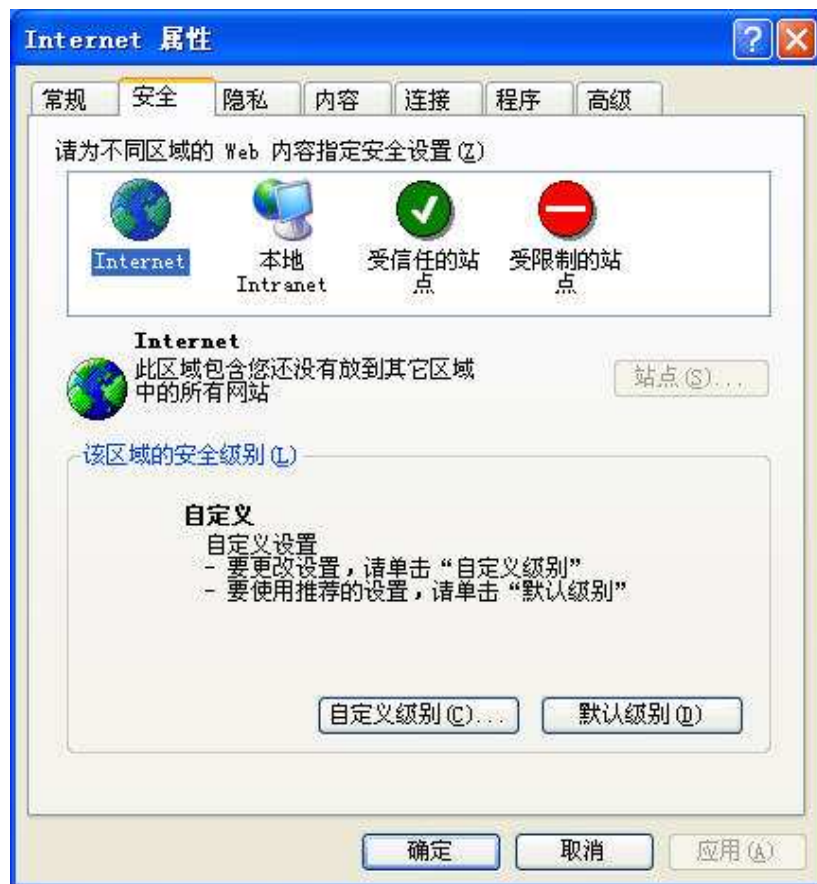 Internet 属性
常规 安全 隐私 内容 连接 程序 高级
请为不同区域的 Web 内容指定安全设置(Z)
Internet 本地 受信任的站 受限制的站
Intranet 点 点
Internet
此区域包含您还没有放到其它区域
中的所有网站
站点(S)...
该区域的安全级别(L)
自定义
自定义设置
- 要更改设置，请单击“自定义级别”
- 要使用推荐的设置，请单击“默认级别”
自定义级别(C)... 默认级别(D)
确定 取消 应用(A)